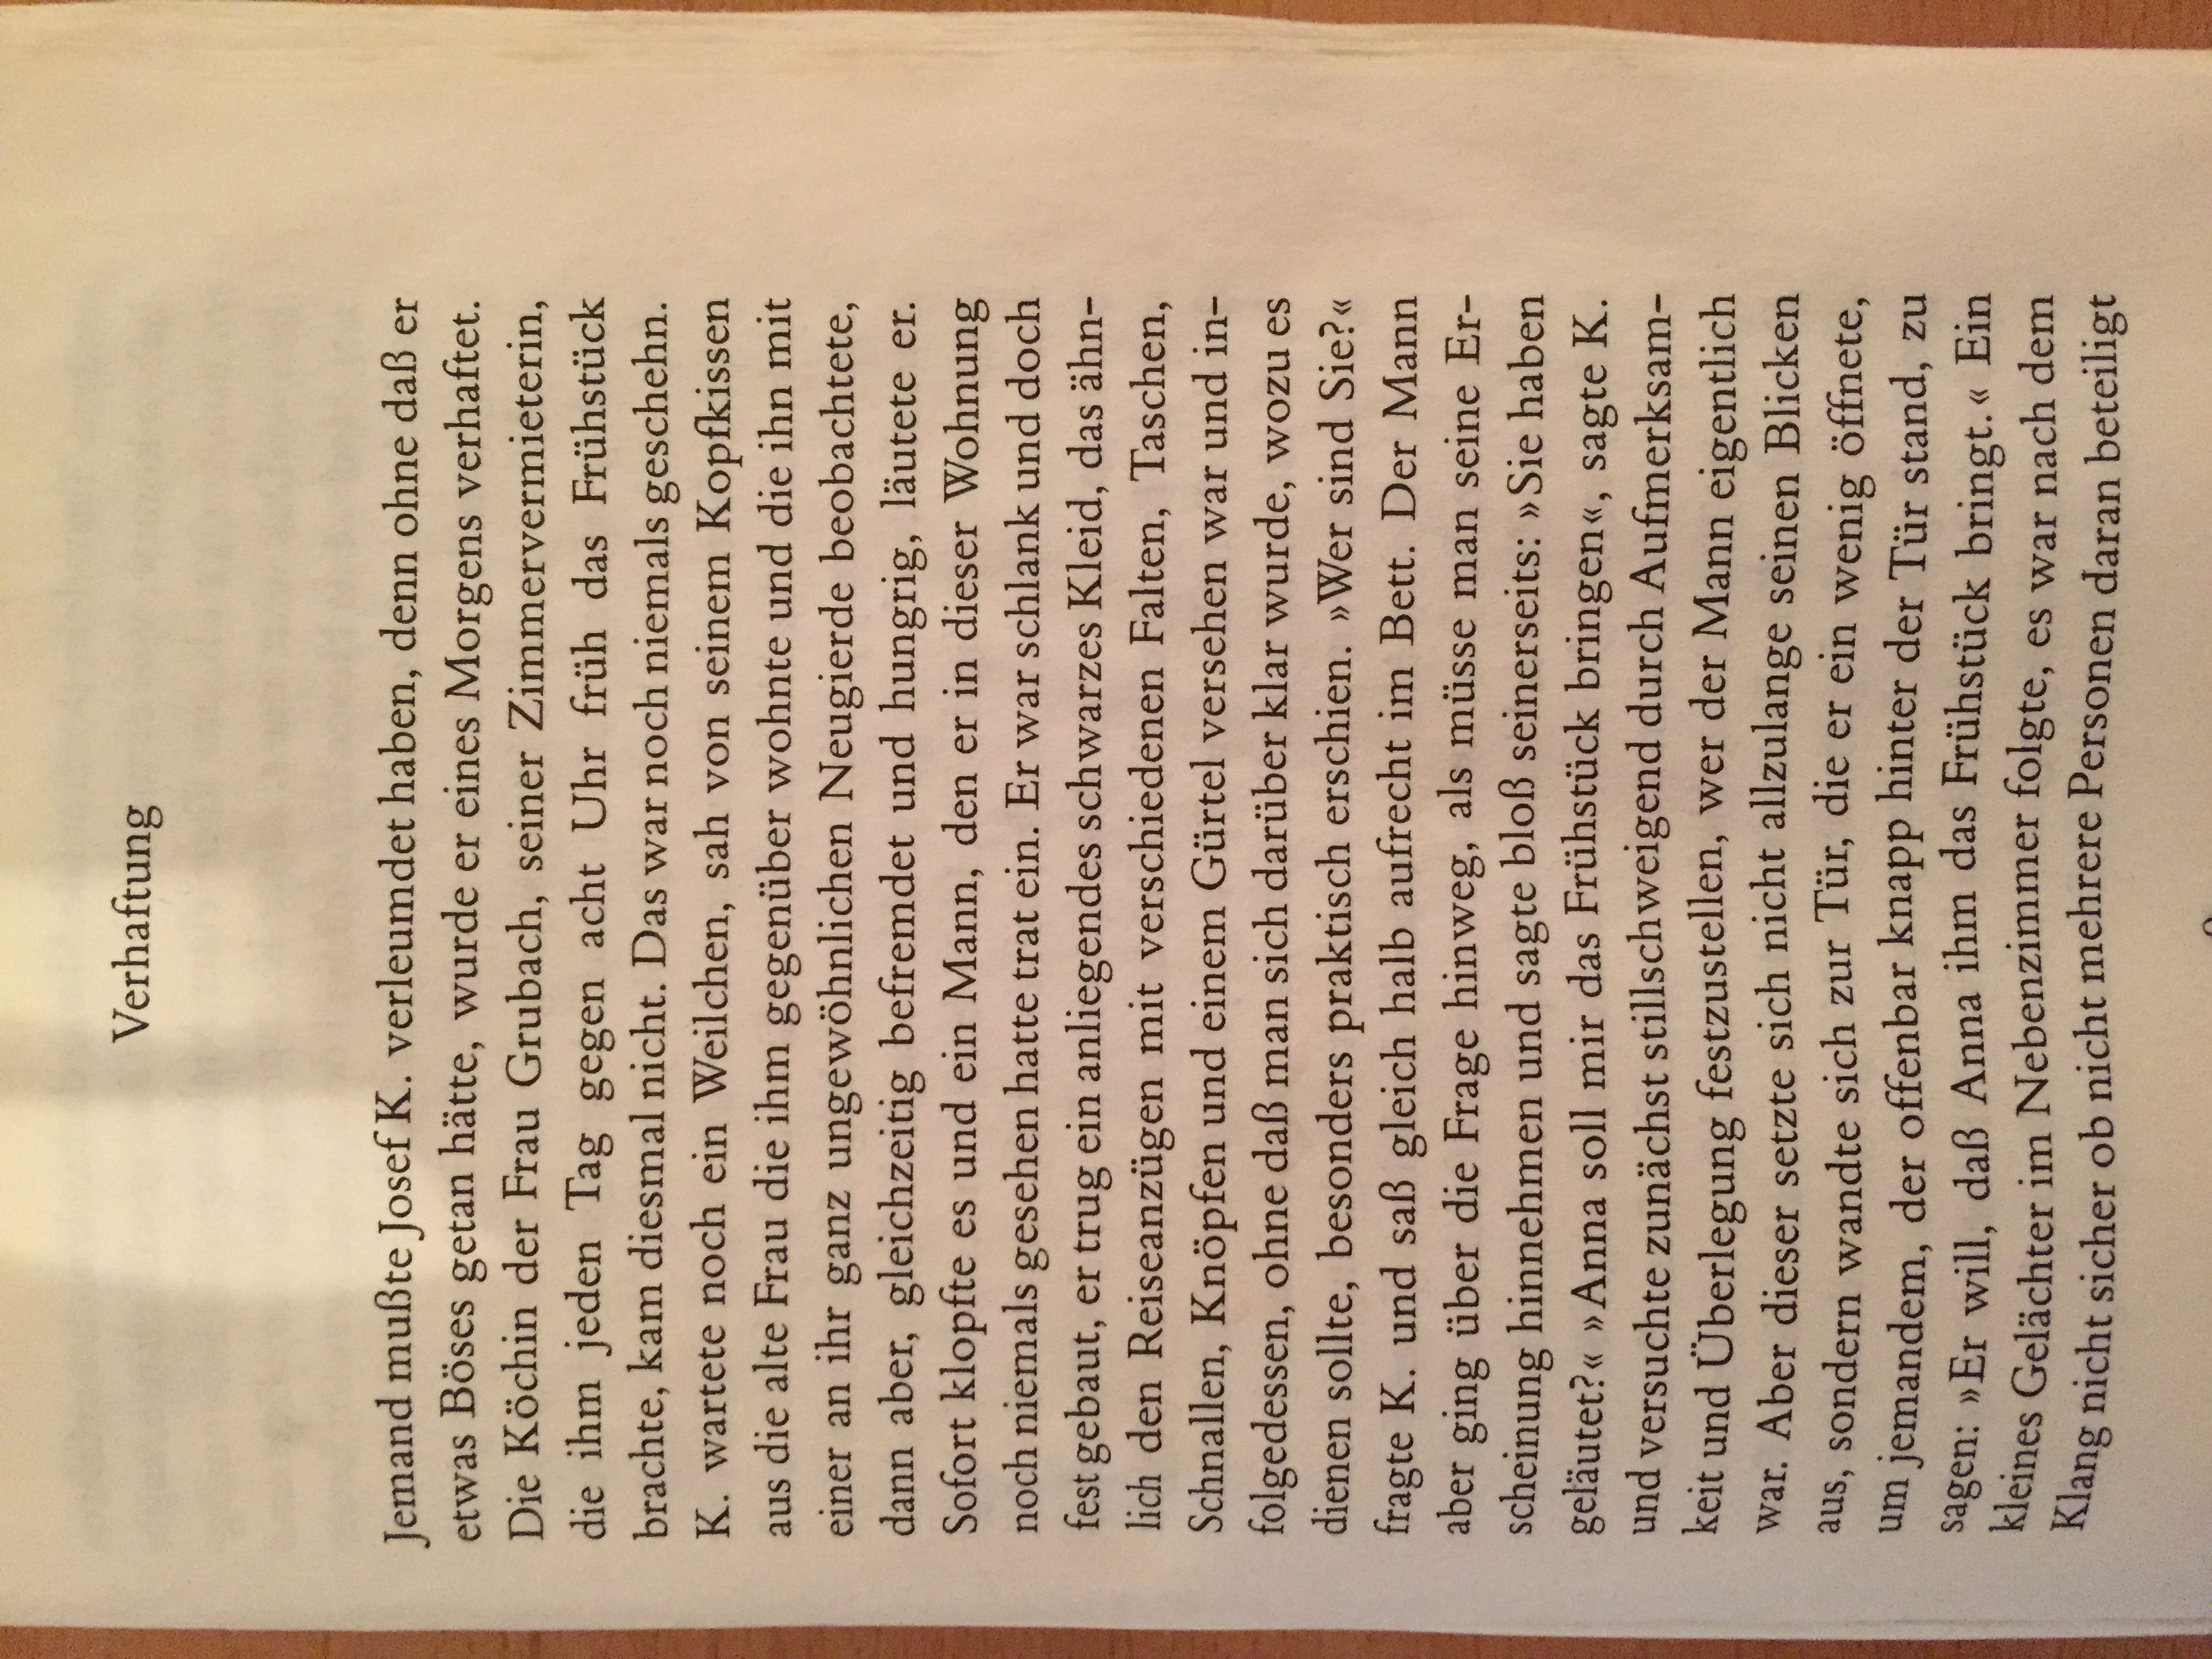 Verhaftung
Jemand mußte Josef K. verleumdet haben, denn ohne daß er
etwas Böses getan hätte, wurde er eines Morgens verhaftet.
Die Köchin der Frau Grubach, seiner Zimmervermieterin,
die ihm jeden Tag gegen acht Uhr früh das Frühstück
brachte, kam diesmal nicht. Das war noch niemals geschehn.
K. wartete noch ein Weilchen, sah von seinem Kopfkissen
aus die alte Frau die ihm gegenüber wohnte und die ihn mit
einer an ihr ganz ungewöhnlichen Neugierde beobachtete,
dann aber, gleichzeitig befremdet und hungrig, läutete er.
Sofort klopfte es und ein Mann, den er in dieser Wohnung
noch niemals gesehen hatte trat ein. Er war schlank und doch
fest gebaut, er trug ein anliegendes schwarzes Kleid, das ähn-
lich den Reiseanzügen mit verschiedenen Falten, Taschen,
Schnallen, Knöpfen und einem Gürtel versehen war und in-
folgedessen, ohne daß man sich darüber klar wurde, wozu es
dienen sollte, besonders praktisch erschien. »Wer sind Sie?«
fragte K. und saß gleich halb aufrecht im Bett. Der Mann
aber ging über die Frage hinweg, als müsse man seine Er-
scheinung hinnehmen und sagte bloß seinerseits: »Sie haben
geläutet?« »Anna soll mir das Frühstück bringen«, sagte K.
und versuchte zunächst stillschweigend durch Aufmerksam-
keit und Überlegung festzustellen, wer der Mann eigentlich
war. Aber dieser setzte sich nicht allzulange seinen Blicken
aus, sondern wandte sich zur Tür, die er ein wenig öffnete,
um jemandem, der offenbar knapp hinter der Tür stand, zu
sagen: »Er will, daß Anna ihm das Frühstück bringt.« Ein
kleines Gelächter im Nebenzimmer folgte, es war nach dem
Klang nicht sicher ob nicht mehrere Personen daran beteiligt